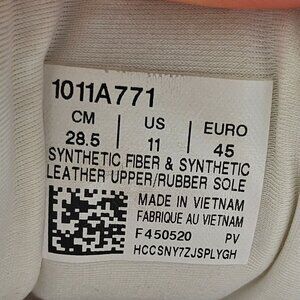 1011A771
CM US EURO
28.5 11 45
SYNTHETIC FIBER & SYNTHETIC
LEATHER UPPER/RUBBER SOLE
MADE IN VIETNAM
FABRIQUE AU VIETNAM
F450520 PV
HCCSNY7ZJSPLYGH